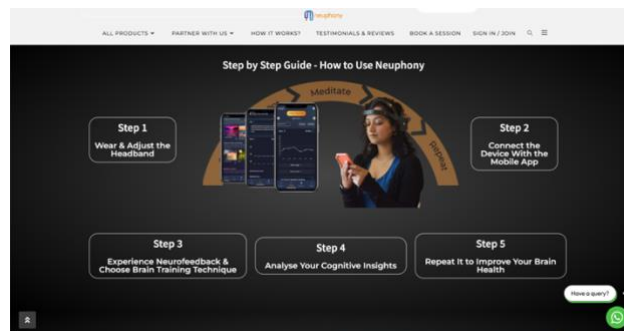 neuphony
ALL PRODUCTS
PARTNER WITH US
HOW IT WORKS?
TESTIMONIALS & REVIEWS
BOOK A SESSION
SIGN IN / JOIN
Step by Step Guide - How to Use Neuphony
Meditate
Repeat
Step 1
Wear & Adjust the
Headband
Step 2
Connect the
Device With the
Mobile App
Step 3
Experience Neurofeedback &
Choose Brain Training Technique
Step 4
Analyse Your Cognitive Insights
Step 5
Repeat It to Improve Your Brain
Health
Have a query?